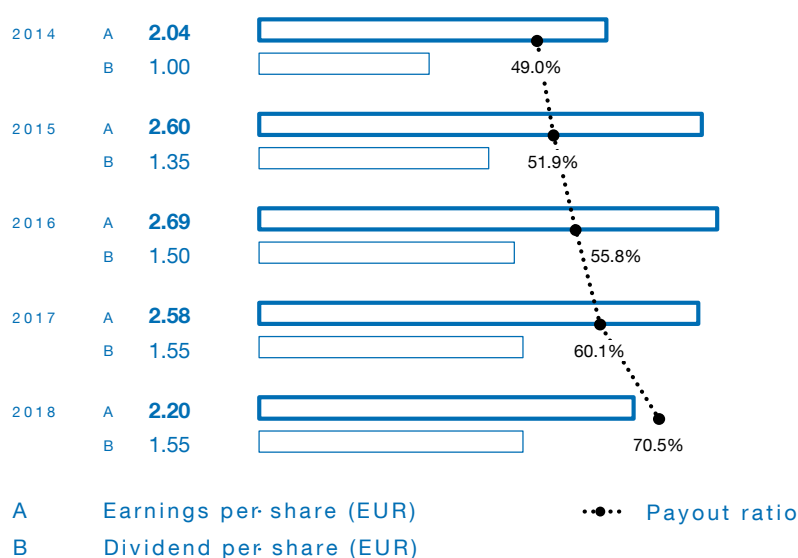 2014 A 2.04
B 1.00 49.0%
2015 A 2.60
B 1.35 51.9%
2016 A 2.69
B 1.50 55.8%
2017 A 2.58
B 1.55 60.1%
2018 A 2.20
B 1.55 70.5%
A Earnings per share (EUR) Payout ratio
B Dividend per share (EUR)